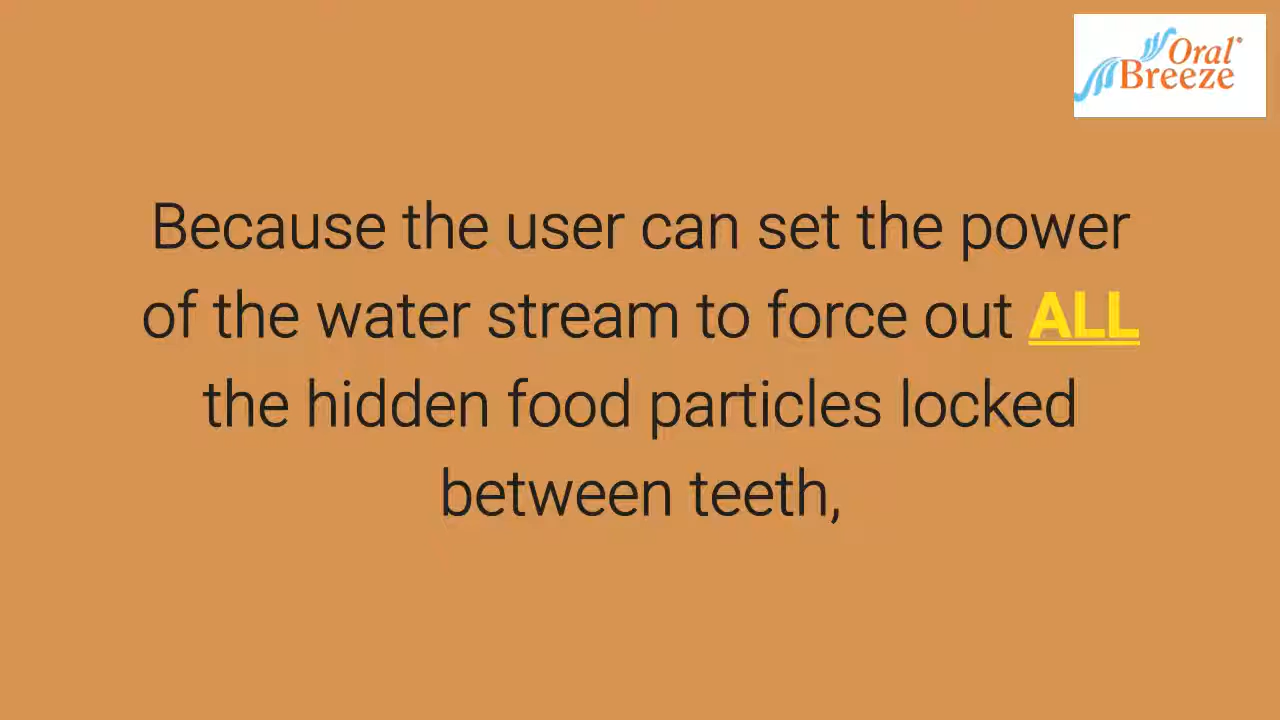 Oral®
Breeze
Because the user can set the power
of the water stream to force out ALL
the hidden food particles locked
between teeth,